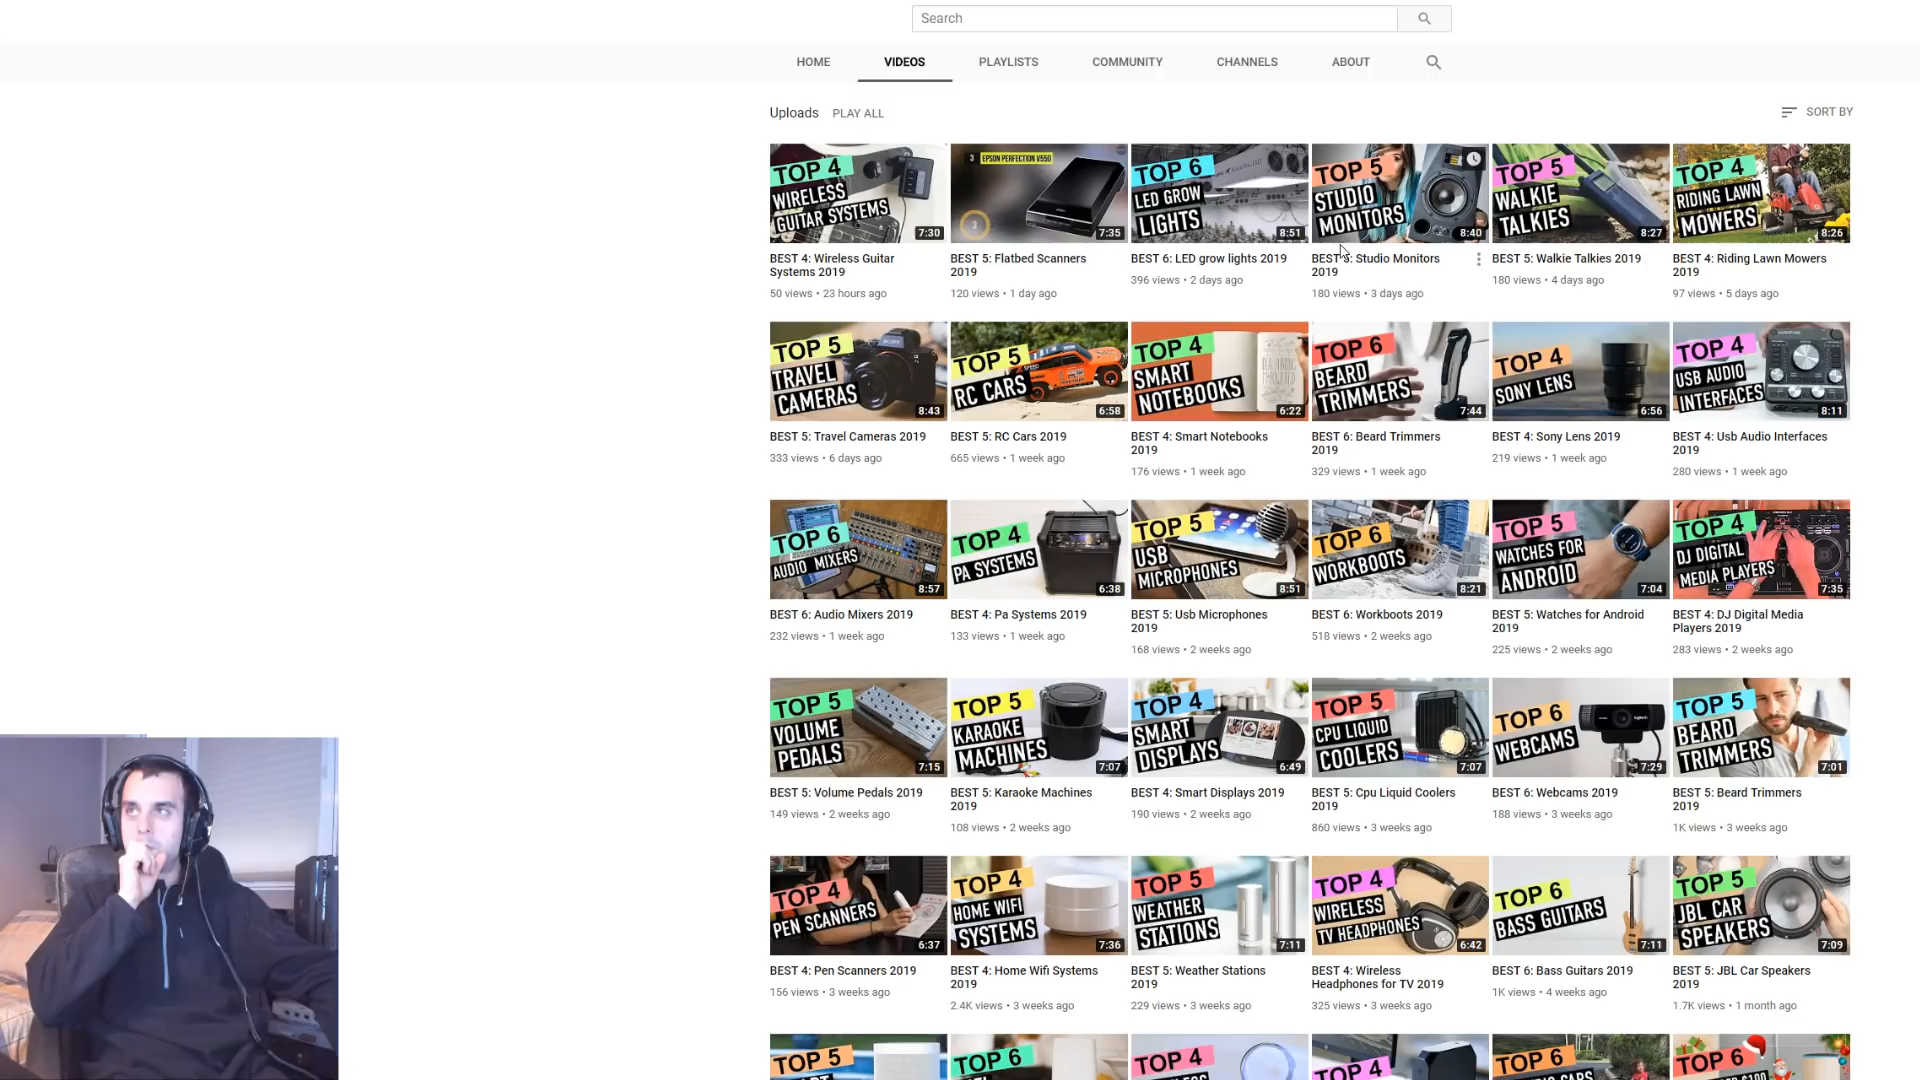 Search
HOME
VIDEOS
PLAYLISTS
COMMUNITY
CHANNELS
ABOUT
Uploads
PLAY ALL
SORT BY
TOP 4
WIRELESS
GUITAR SYSTEMS
7:30
3 EPSON PERFECTION V550
3
7:35
TOP 6
LED GROW
LIGHTS
8:51
TOP 5
STUDIO
MONITORS
8:40
TOP 5
WALKIE
TALKIES
8:27
TOP 4
RIDING LAWN
MOWERS
8:26
BEST 4: Wireless Guitar
Systems 2019
50 views • 23 hours ago
BEST 5: Flatbed Scanners
2019
120 views • 1 day ago
BEST 6: LED grow lights 2019
396 views • 2 days ago
BEST 5: Studio Monitors
2019
180 views • 3 days ago
BEST 5: Walkie Talkies 2019
180 views • 4 days ago
BEST 4: Riding Lawn Mowers
2019
97 views • 5 days ago
TOP 5
TRAVEL
CAMERAS
SONY
8:43
TOP 5
RC CARS
6:58
TOP 4
SMART
NOTEBOOKS
6:22
TOP 6
BEARD
TRIMMERS
7:44
TOP 4
SONY LENS
6:56
TOP 4
USB AUDIO
INTERFACES
8:11
BEST 5: Travel Cameras 2019
333 views • 6 days ago
BEST 5: RC Cars 2019
665 views • 1 week ago
BEST 4: Smart Notebooks
2019
176 views • 1 week ago
BEST 6: Beard Trimmers
2019
329 views • 1 week ago
BEST 4: Sony Lens 2019
219 views • 1 week ago
BEST 4: Usb Audio Interfaces
2019
280 views • 1 week ago
TOP 6
AUDIO MIXERS
8:57
TOP 4
PA SYSTEMS
6:38
TOP 5
USB
MICROPHONES
8:51
TOP 6
WORKBOOTS
8:21
TOP 5
WATCHES FOR
ANDROID
7:04
TOP 4
DJ DIGITAL
MEDIA PLAYERS
7:35
BEST 6: Audio Mixers 2019
232 views • 1 week ago
BEST 4: Pa Systems 2019
133 views • 1 week ago
BEST 5: Usb Microphones
2019
168 views • 2 weeks ago
BEST 6: Workboots 2019
518 views • 2 weeks ago
BEST 5: Watches for Android
2019
225 views • 2 weeks ago
BEST 4: DJ Digital Media
Players 2019
283 views • 2 weeks ago
TOP 5
VOLUME
PEDALS
7:15
TOP 5
KARAOKE
MACHINES
7:07
TOP 4
SMART
DISPLAYS
6:49
TOP 5
CPU LIQUID
COOLERS
7:07
TOP 6
WEBCAMS
7:29
TOP 5
BEARD
TRIMMERS
7:01
BEST 5: Volume Pedals 2019
149 views • 2 weeks ago
BEST 5: Karaoke Machines
2019
108 views • 2 weeks ago
BEST 4: Smart Displays 2019
190 views • 2 weeks ago
BEST 5: Cpu Liquid Coolers
2019
860 views • 3 weeks ago
BEST 6: Webcams 2019
188 views • 3 weeks ago
BEST 5: Beard Trimmers
2019
1K views • 3 weeks ago
TOP 4
PEN SCANNERS
6:37
TOP 4
HOME WIFI
SYSTEMS
7:36
TOP 5
WEATHER
STATIONS
7:11
TOP 4
WIRELESS
TV HEADPHONES
6:42
TOP 6
BASS GUITARS
7:11
TOP 5
JBL CAR
SPEAKERS
7:09
BEST 4: Pen Scanners 2019
156 views • 3 weeks ago
BEST 4: Home Wifi Systems
2019
2.4K views • 3 weeks ago
BEST 5: Weather Stations
2019
229 views • 3 weeks ago
BEST 4: Wireless
Headphones for TV 2019
325 views • 3 weeks ago
BEST 6: Bass Guitars 2019
1K views • 4 weeks ago
BEST 5: JBL Car Speakers
2019
1.7K views • 1 month ago
TOP 5
TOP 6
TOP 4
TOP 4
TOP 6
TOP 6